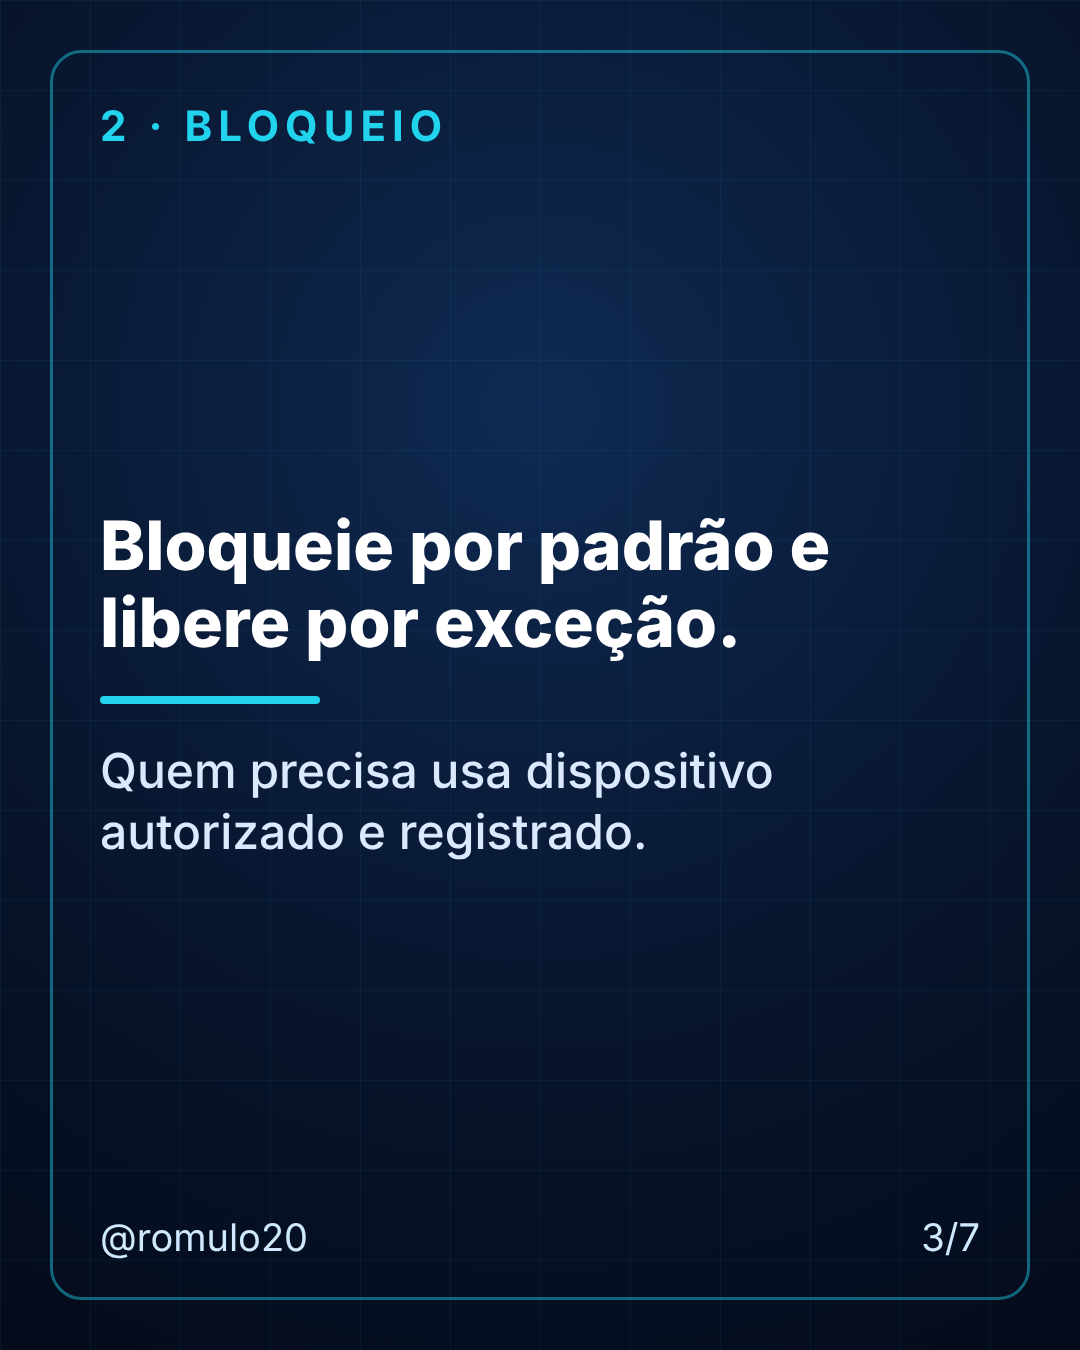 2 · BLOQUEIO
Bloqueie por padrão e
libere por exceção.
Quem precisa usa dispositivo
autorizado e registrado.
@romulo20
3/7